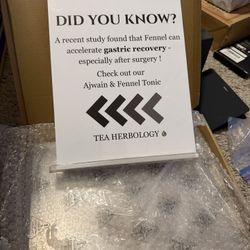 DID YOU KNOW?
A recent study found that Fennel can
accelerate gastric recovery -
especially after surgery !
Check out our
Ajwain & Fennel Tonic
TEA HERBOLOGY